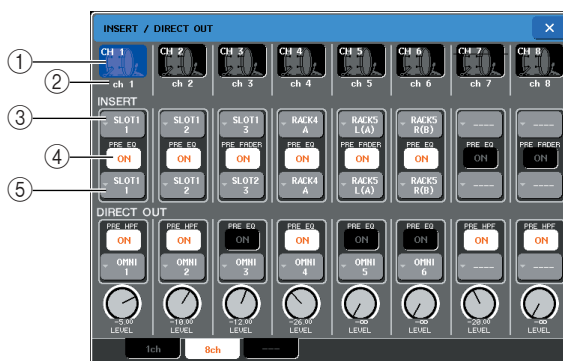 INSERT / DIRECT OUT ×
① CH 1 CH 2 CH 3 CH 4 CH 5 CH 6 CH 7 CH 8
② ch 1 ch 2 ch 3 ch 4 ch 5 ch 6 ch 7 ch 8
INSERT
③ SLOT1 SLOT1 SLOT1 RACK4 RACK5 RACK5 ---- ----
1 2 3 A L(A) R(B)
PRE EQ PRE EQ PRE FADER PRE EQ PRE FADER PRE EQ PRE EQ PRE FADER
④ ON ON ON ON ON ON ON ON
⑤ SLOT1 SLOT1 SLOT2 RACK4 RACK5 RACK5 ---- ----
1 2 3 A L(A) R(B)
DIRECT OUT
PRE HPF PRE HPF PRE EQ PRE EQ PRE EQ PRE EQ PRE HPF PRE HPF
ON ON ON ON ON ON ON ON
OMNI OMNI OMNI OMNI OMNI OMNI ---- ----
1 2 3 4 5 6
-5.00 -10.00 -12.00 -26.00 -∞ -∞ -20.00 -∞
LEVEL LEVEL LEVEL LEVEL LEVEL LEVEL LEVEL LEVEL
1ch 8ch ----